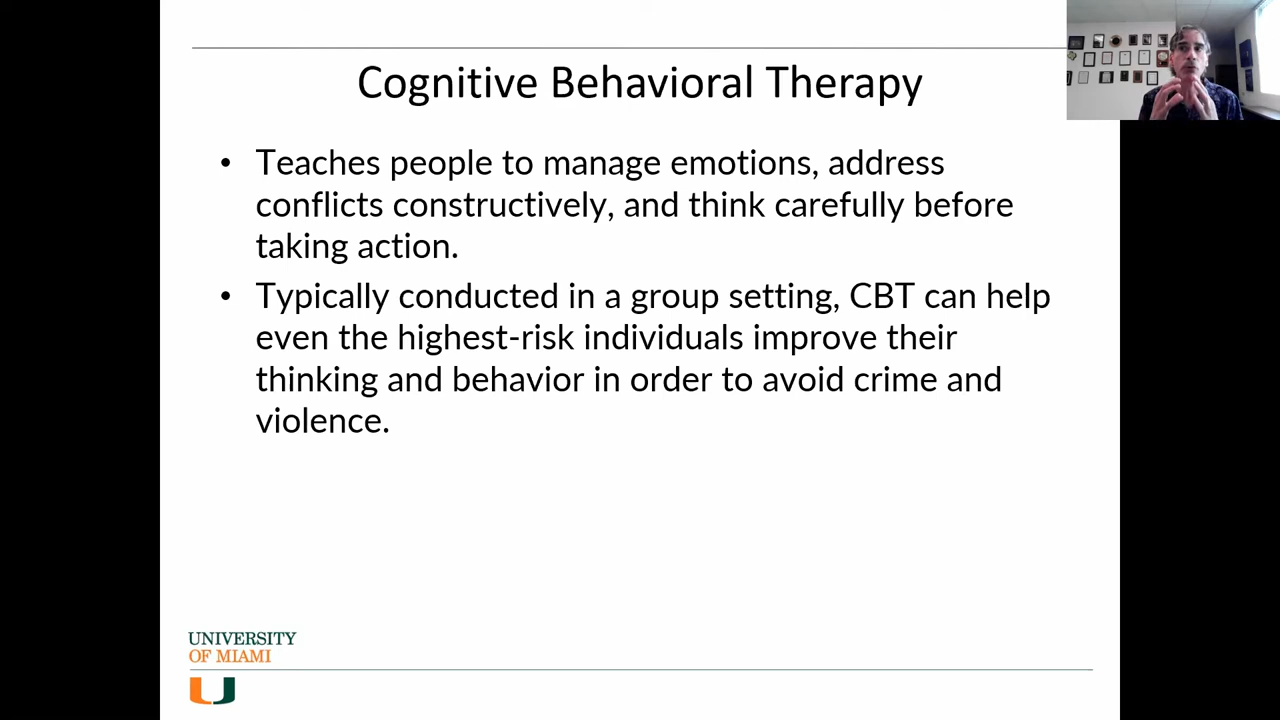 Cognitive Behavioral Therapy
• Teaches people to manage emotions, address
conflicts constructively, and think carefully before
taking action.
• Typically conducted in a group setting, CBT can help
even the highest-risk individuals improve their
thinking and behavior in order to avoid crime and
violence.
UNIVERSITY
OF MIAMI